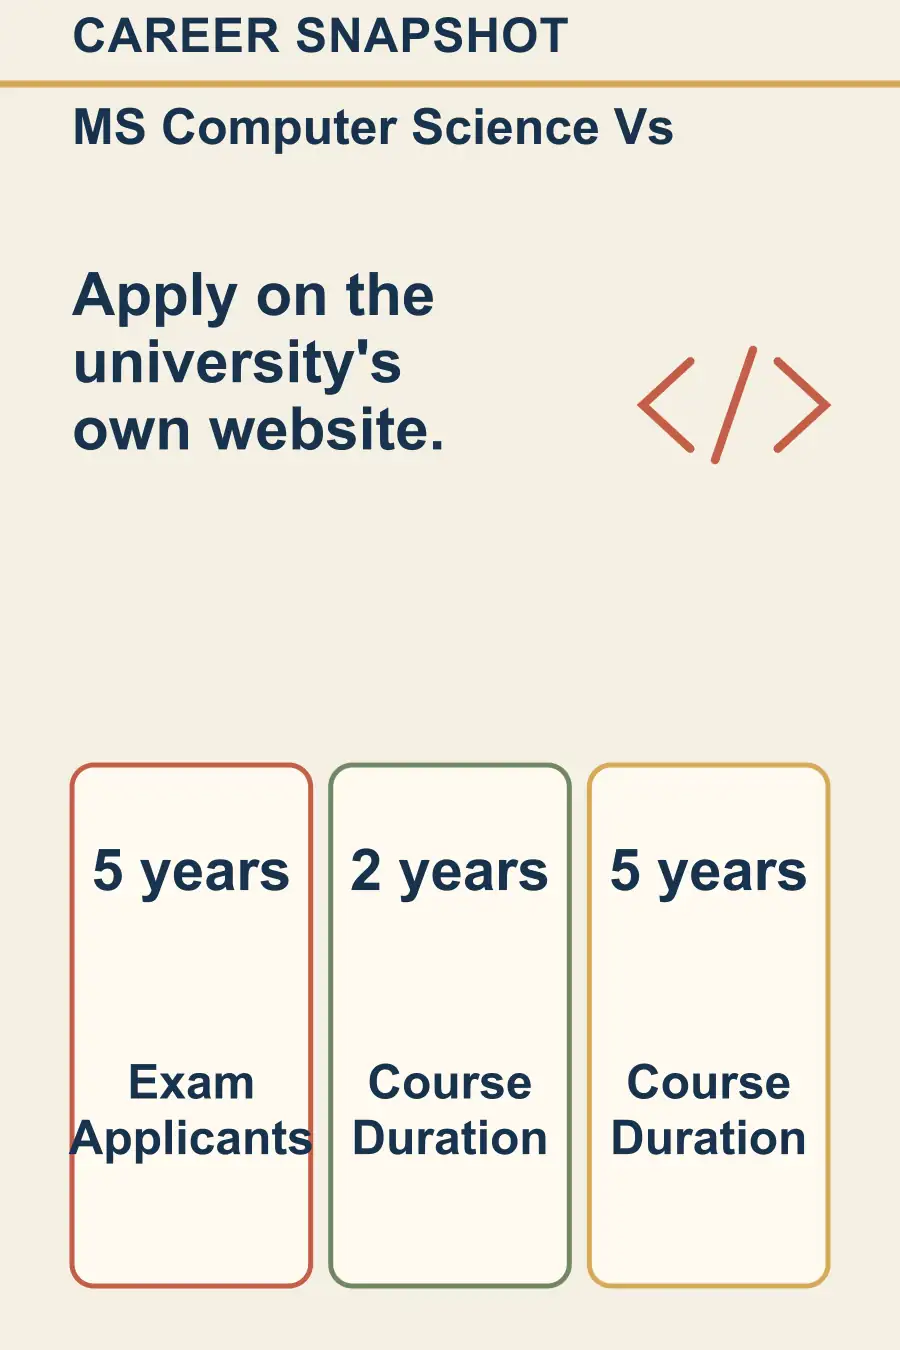 CAREER SNAPSHOT
MS Computer Science Vs
Apply on the
university's
own website.
5 years
Exam
Applicants
2 years
Course
Duration
5 years
Course
Duration